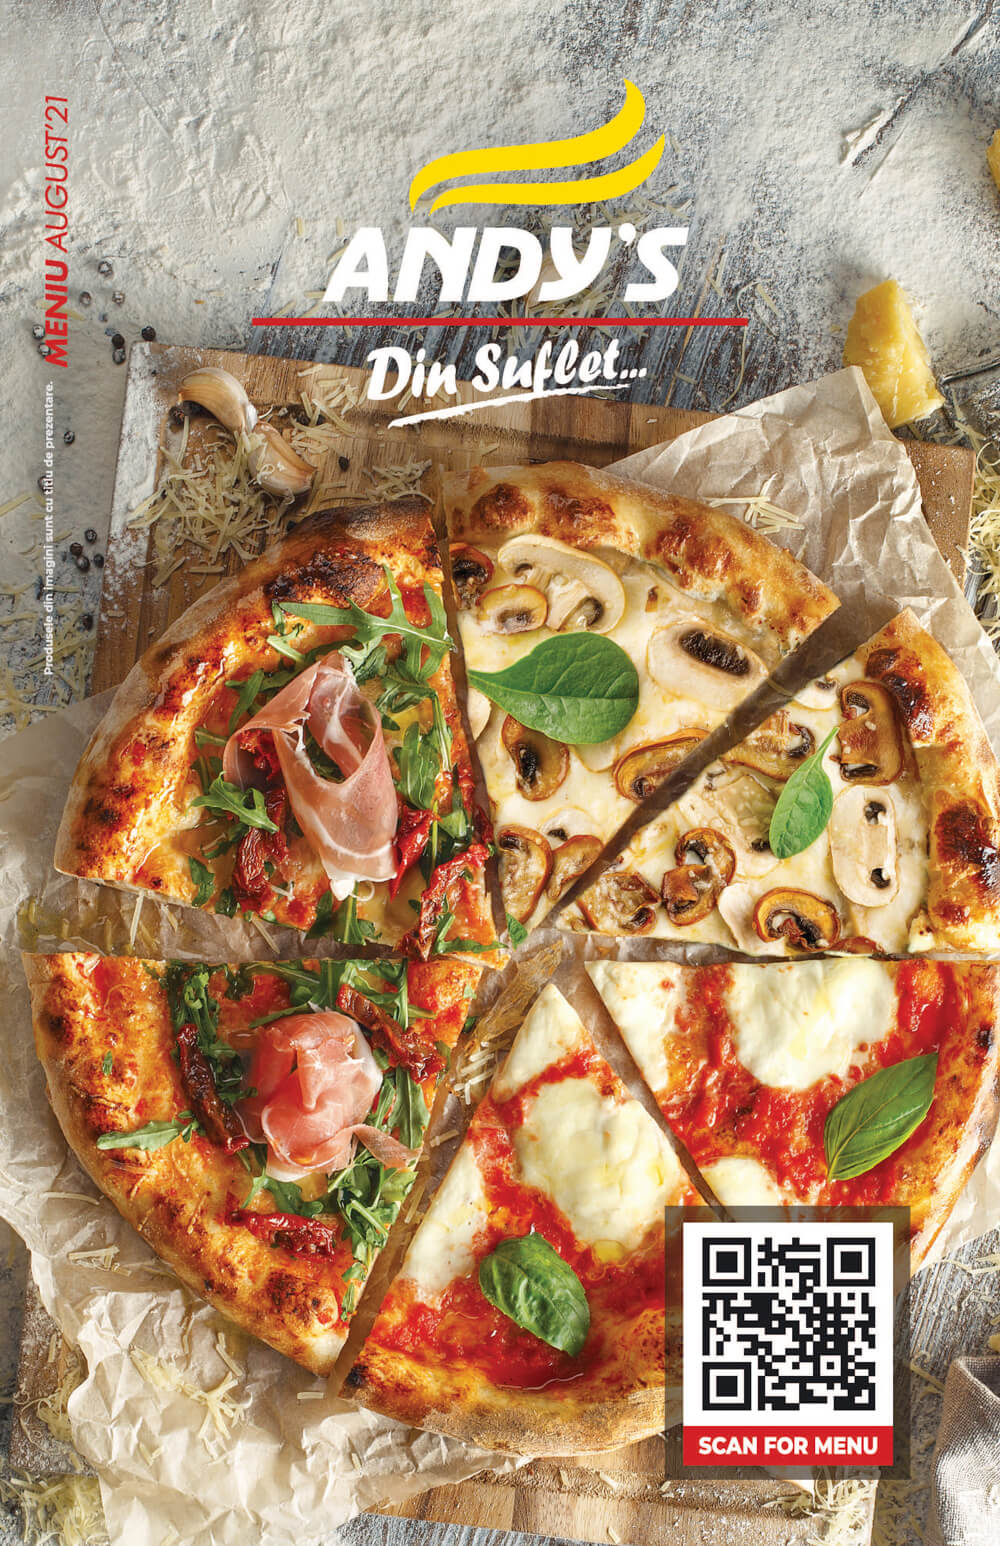 MENIU AUGUST'21
Produsele din imagini sunt cu titlu de prezentare.
ANDY'S
Din Suflet...
SCAN FOR MENU